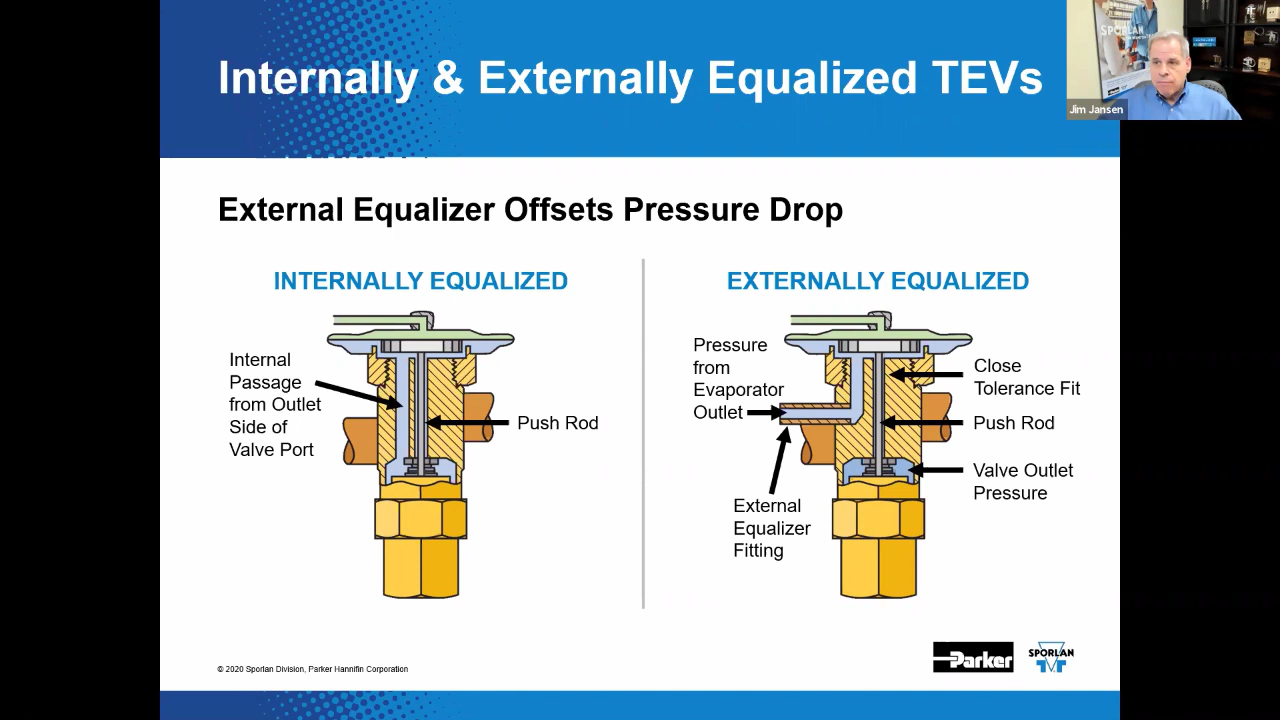 Internally & Externally Equalized TEVs
SPORLAN
Jim Jansen
External Equalizer Offsets Pressure Drop
INTERNALLY EQUALIZED
Internal
Passage
from Outlet
Side of
Valve Port
Push Rod
EXTERNALLY EQUALIZED
Pressure
from
Evaporator
Outlet
External
Equalizer
Fitting
Close
Tolerance Fit
Push Rod
Valve Outlet
Pressure
© 2020 Sporlan Division, Parker Hannifin Corporation
Parker
SPORLAN